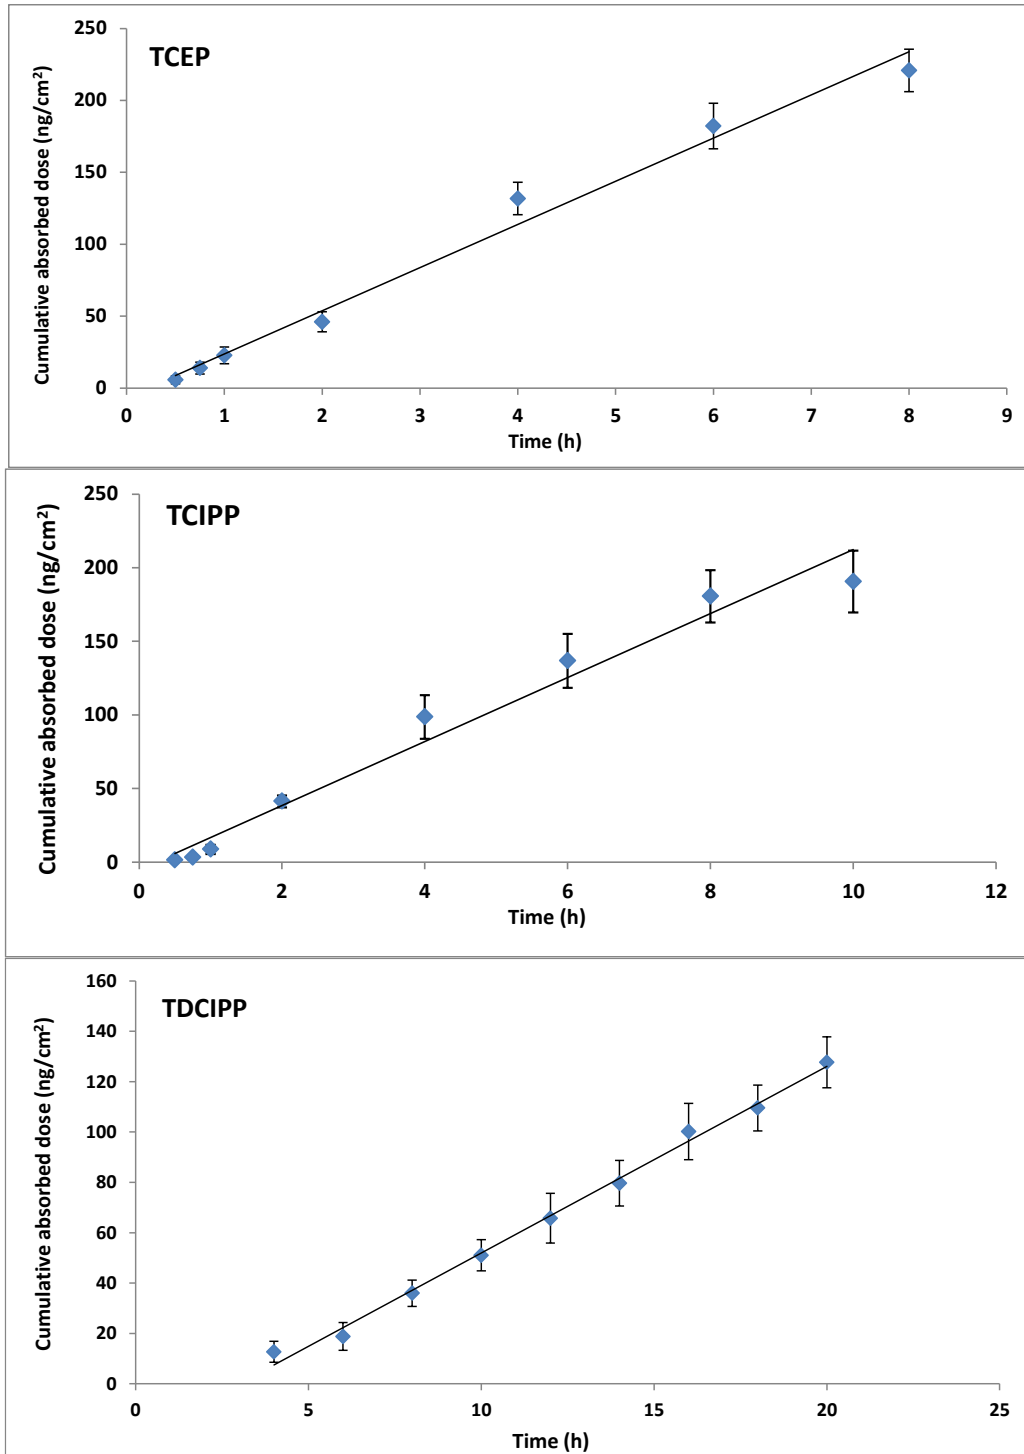 TCEP
Cumulative absorbed dose (ng/cm²)
250
200
150
100
50
0
0 1 2 3 4 5 6 7 8 9
Time (h)
TCIPP
Cumulative absorbed dose (ng/cm²)
250
200
150
100
50
0
0 2 4 6 8 10 12
Time (h)
TDCIPP
Cumulative absorbed dose (ng/cm²)
160
140
120
100
80
60
40
20
0
0 5 10 15 20 25
Time (h)